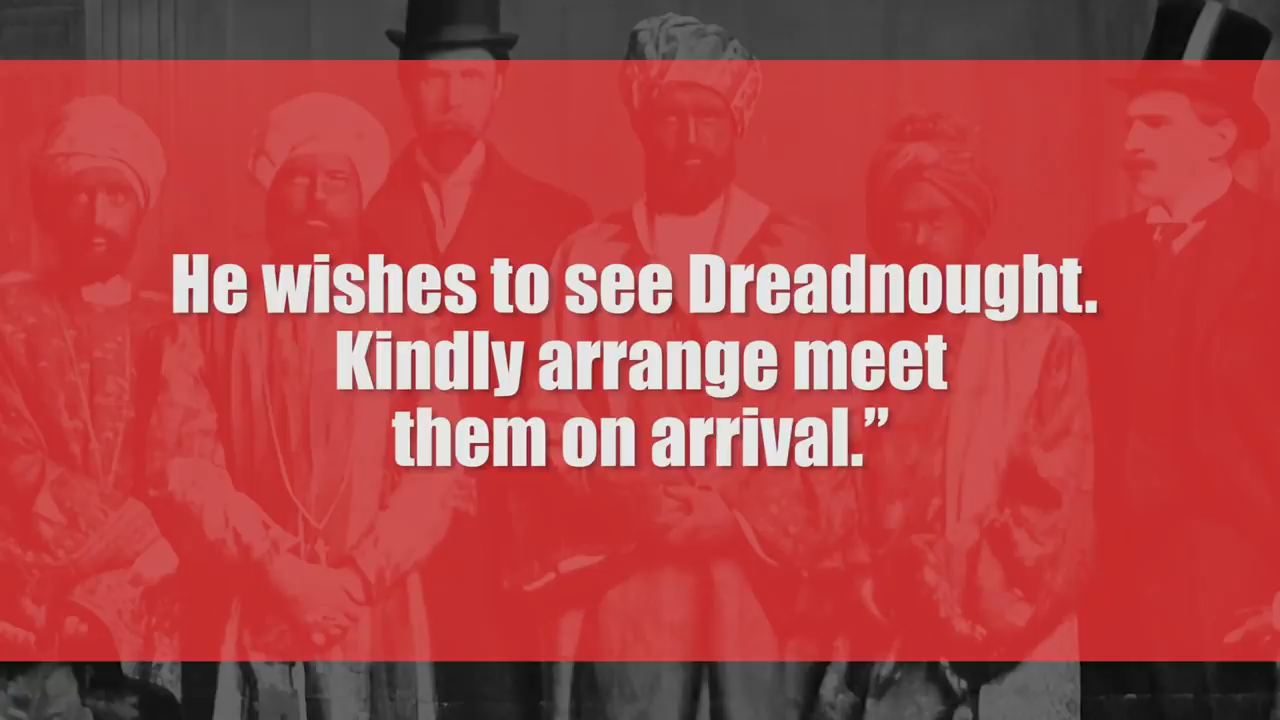 He wishes to see Dreadnought.
Kindly arrange meet
them on arrival.”